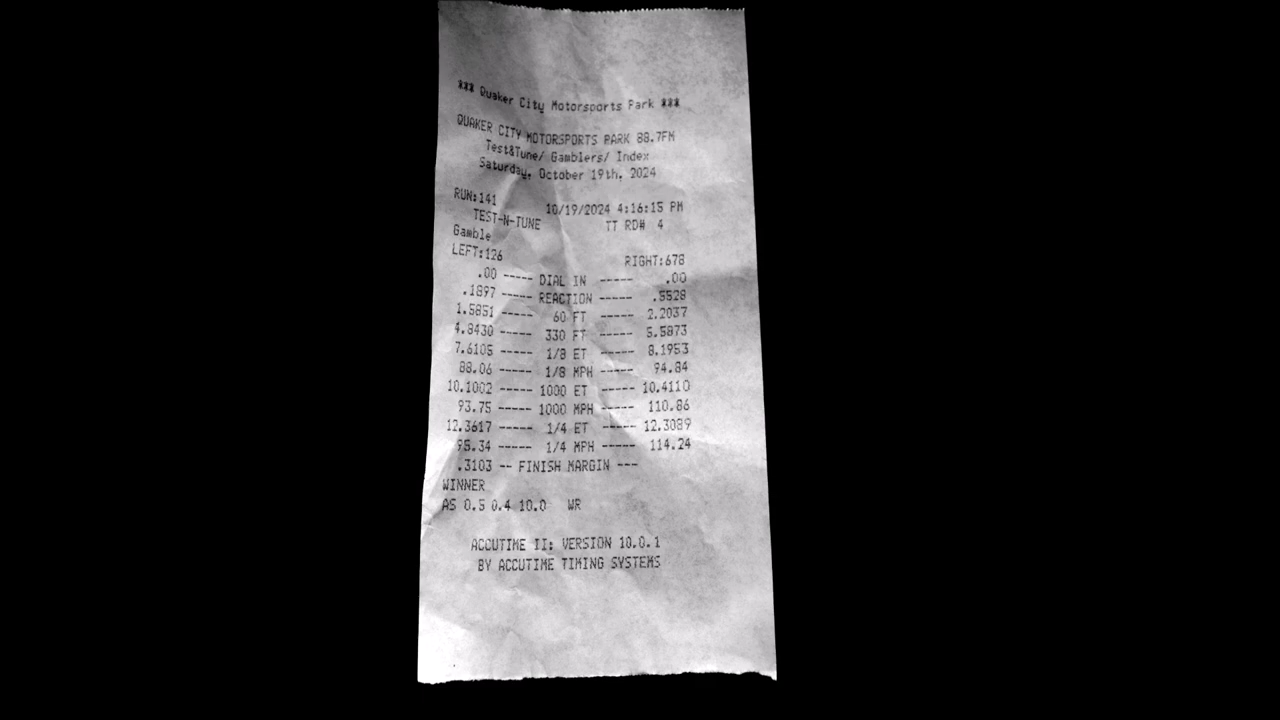 *** Quaker City Motorsports Park ***
QUAKER CITY MOTORSPORTS PARK 88.7FM
Test&Tune/ Gamblers/ Index
Saturday, October 19th, 2024
RUN:141 10/19/2024 4:16:15 PM
TEST-N-TUNE TT RD# 4
Gamble
LEFT:126 RIGHT:678
.00 ----- DIAL IN ----- .00
.1897 ----- REACTION ----- .5528
1.5851 ----- 60 FT ----- 2.2037
4.8430 ----- 330 FT ----- 5.5873
7.6105 ----- 1/8 ET ----- 8.1953
88.06 ----- 1/8 MPH ----- 94.84
10.1002 ----- 1000 ET ----- 10.4110
93.75 ----- 1000 MPH ----- 110.86
12.3617 ----- 1/4 ET ----- 12.3089
95.34 ----- 1/4 MPH ----- 114.24
.3103 -- FINISH MARGIN ---
WINNER
AS 0.5 0.4 10.0 WR
ACCUTIME II: VERSION 10.0.1
BY ACCUTIME TIMING SYSTEMS